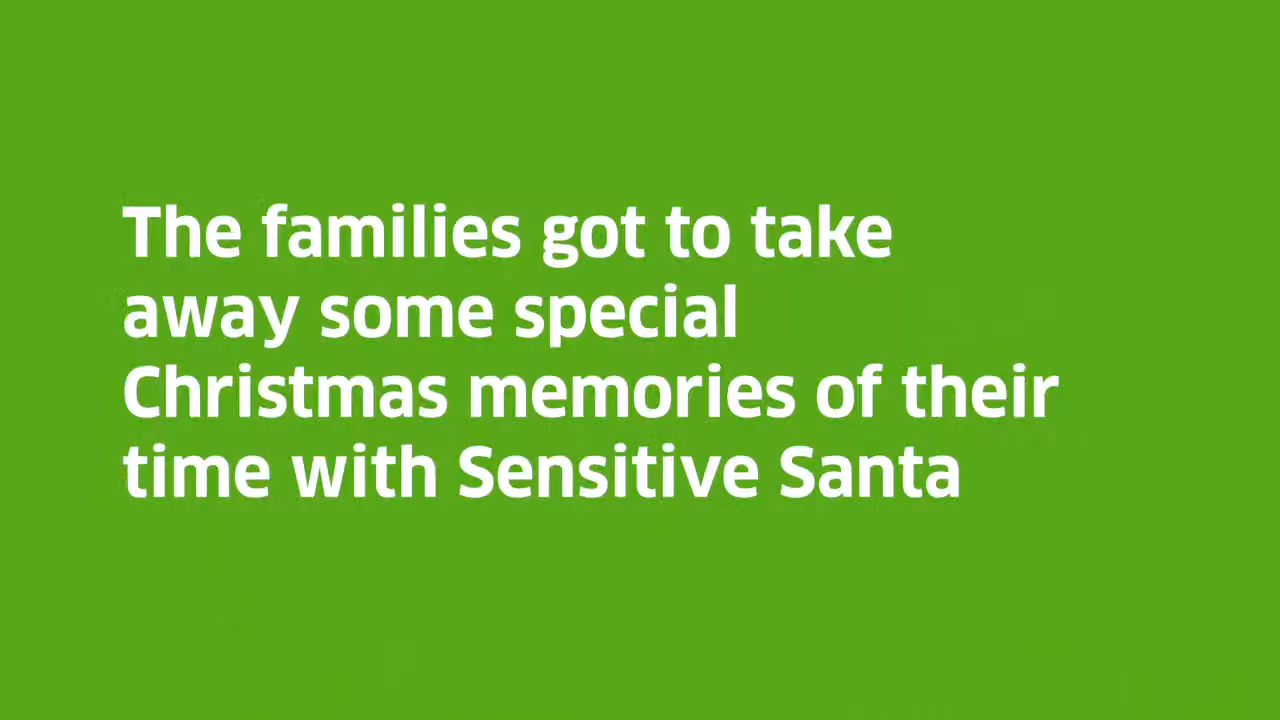 The families got to take
away some special
Christmas memories of their
time with Sensitive Santa